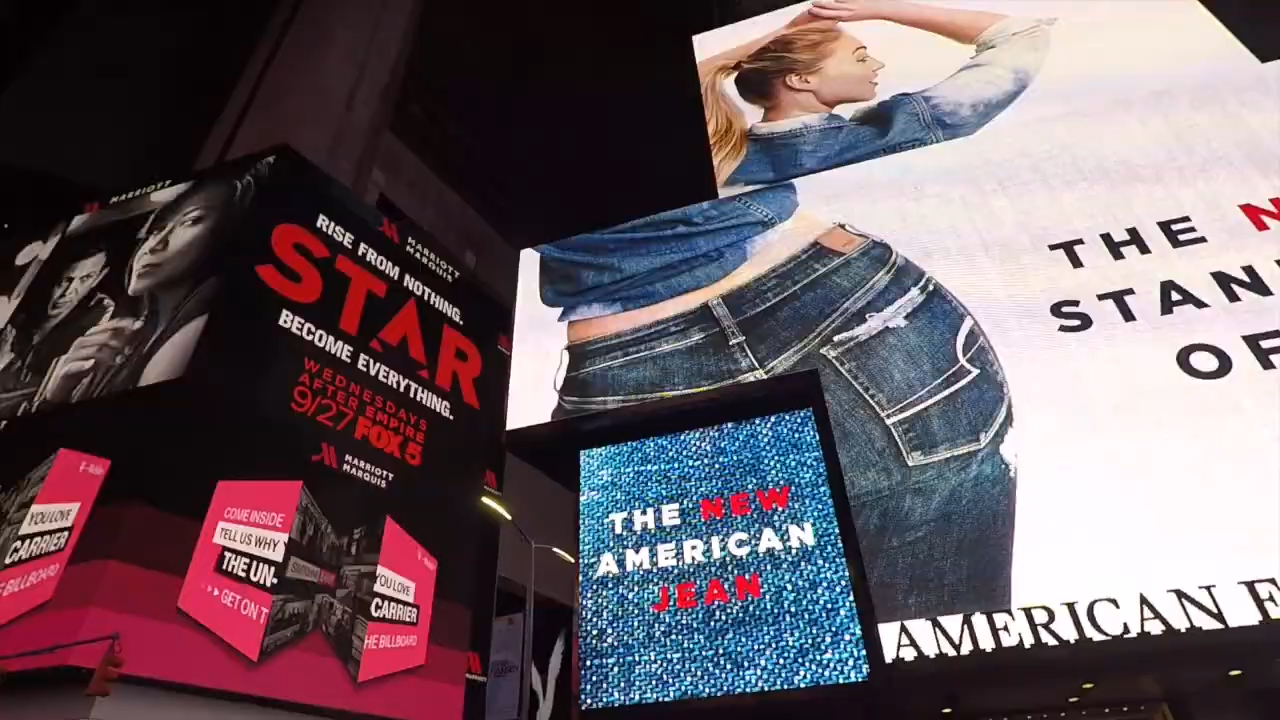 MARRIOTT
MARRIOTT
MARQUIS
RISE FROM NOTHING.
STAR
BECOME EVERYTHING.
WEDNESDAYS
AFTER EMPIRE
9/27 FOX 5
MARRIOTT
MARQUIS
T-Mobile
YOU LOVE
CARRIER
BILLBOARD
COME INSIDE
TELL US WHY
THE UN-
GET ON T
YOU LOVE
CARRIER
HE BILLBOARD
THE NEW
AMERICAN
JEAN
THE N
STAN
OF
AMERICAN E